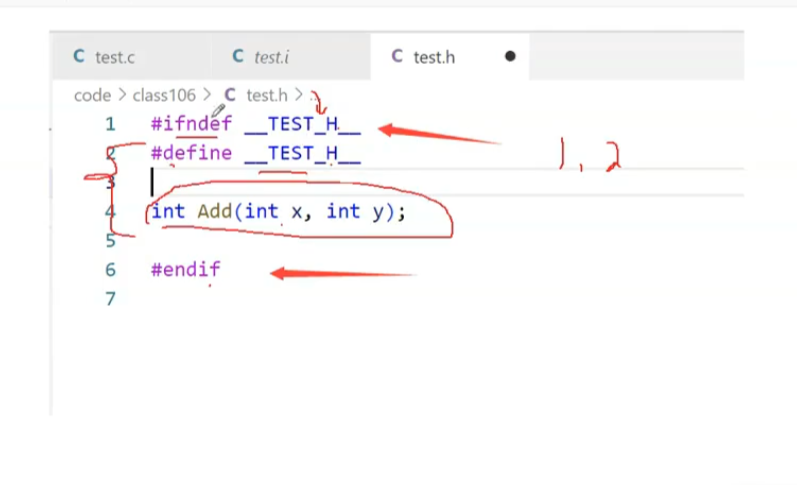 C test.c C test.i C test.h ●
code > class106 > C test.h > ...
1 #ifndef __TEST_H__
2 #define __TEST_H__
1, 2
3
4 int Add(int x, int y);
5
6 #endif
7